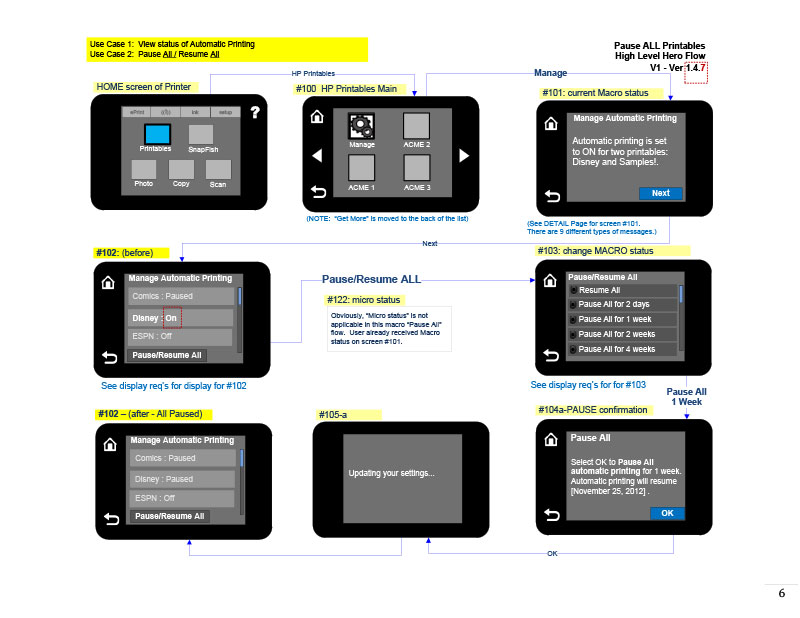 Use Case 1: View status of Automatic Printing
Use Case 2: Pause All / Resume All
Pause ALL Printables
High Level Hero Flow
V1 - Ver 1.4.7
HP Printables
Manage
HOME screen of Printer
ePrint
ink
setup
?
Printables
SnapFish
Photo
Copy
Scan
#100 HP Printables Main
Manage
ACME 2
ACME 1
ACME 3
(NOTE: "Get More" is moved to the back of the list)
#101: current Macro status
Manage Automatic Printing
Automatic printing is set
to ON for two printables:
Disney and Samples!.
Next
(See DETAIL Page for screen #101.
There are 9 different types of messages.)
Next
#102: (before)
Manage Automatic Printing
Comics : Paused
Disney : On
ESPN : Off
Pause/Resume All
See display req's for display for #102
Pause/Resume ALL
#122: micro status
Obviously, "Micro status" is not
applicable in this macro "Pause All"
flow. User already received Macro
status on screen #101.
#103: change MACRO status
Pause/Resume All
Resume All
Pause All for 2 days
Pause All for 1 week
Pause All for 2 weeks
Pause All for 4 weeks
See display req's for for #103
Pause All
1 Week
#102 – (after - All Paused)
Manage Automatic Printing
Comics : Paused
Disney : Paused
ESPN : Off
Pause/Resume All
#105-a
Updating your settings...
#104a-PAUSE confirmation
Pause All
Select OK to Pause All
automatic printing for 1 week.
Automatic printing will resume
[November 25, 2012] .
OK
OK
6